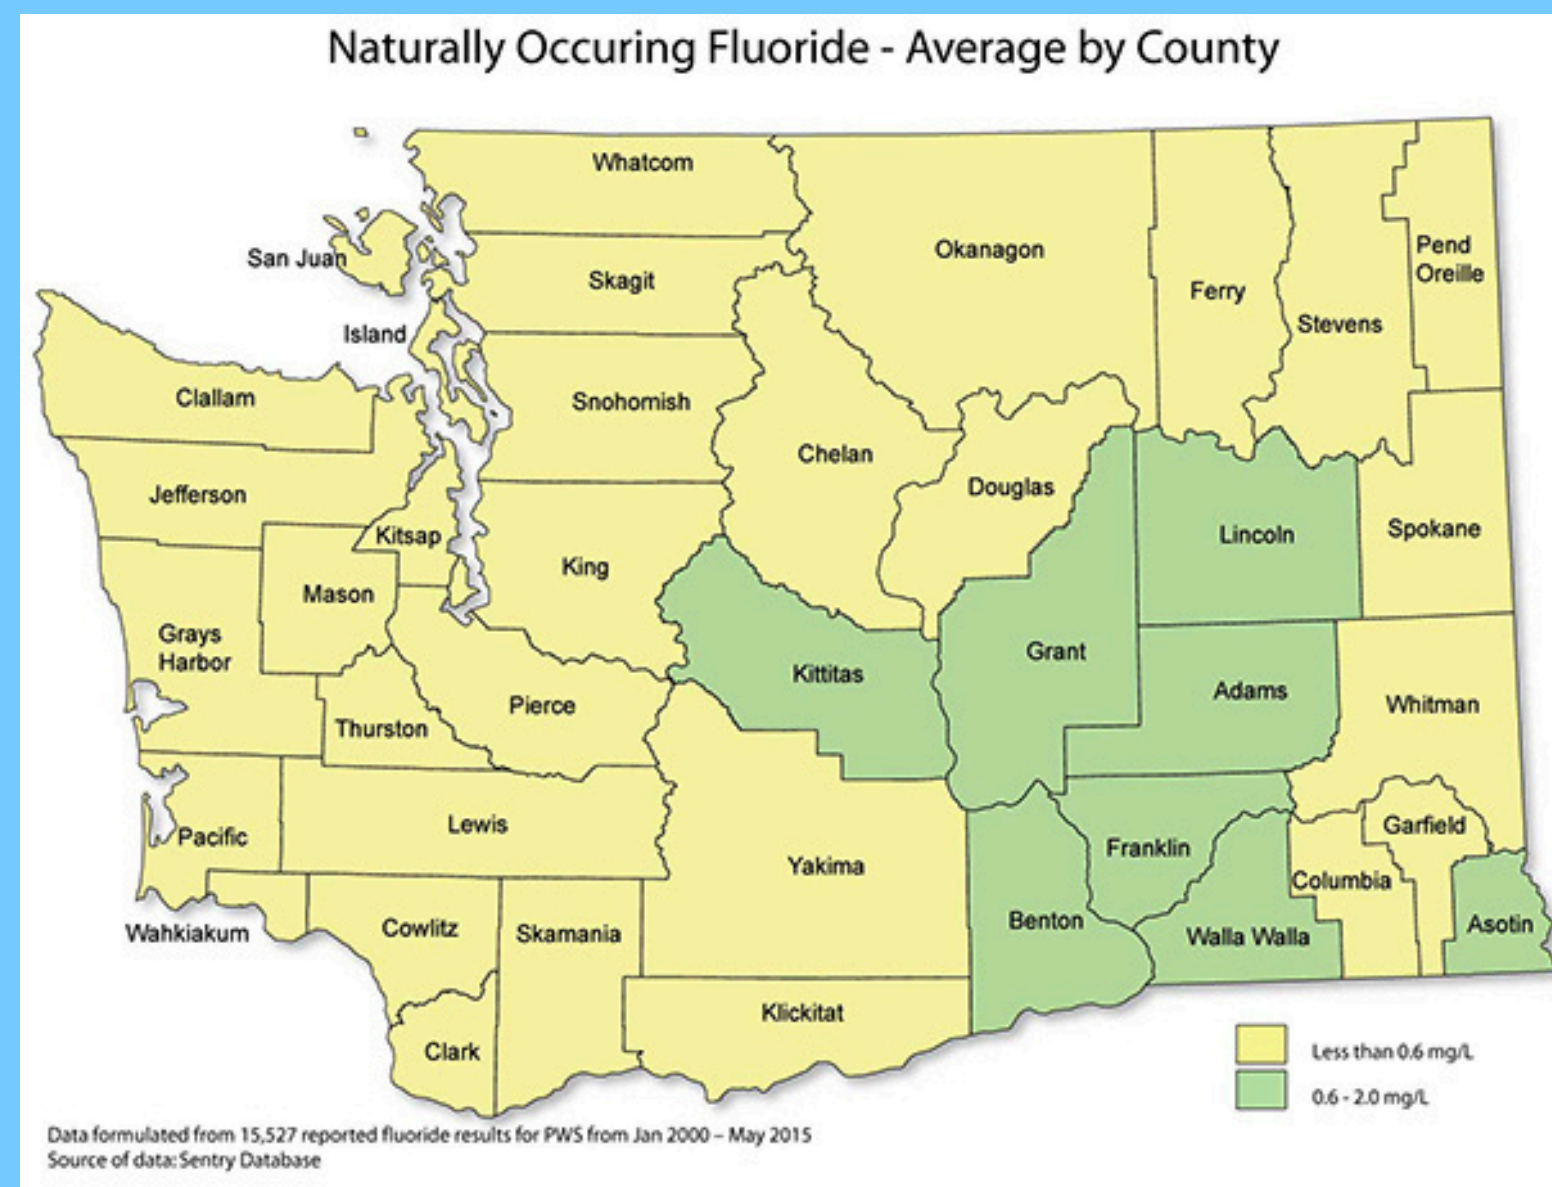 Naturally Occuring Fluoride - Average by County
Whatcom
San Juan
Skagit
Okanagon
Ferry
Stevens
Pend
Oreille
Island
Clallam
Snohomish
Chelan
Douglas
Jefferson
Kitsap
King
Lincoln
Spokane
Mason
Grays
Harbor
Kittitas
Grant
Adams
Whitman
Thurston
Pierce
Pacific
Lewis
Yakima
Franklin
Garfield
Columbia
Wahkiakum
Cowlitz
Skamania
Benton
Walla Walla
Asotin
Klickitat
Clark
Less than 0.6 mg/L
0.6 - 2.0 mg/L
Data formulated from 15,527 reported fluoride results for PWS from Jan 2000 – May 2015
Source of data: Sentry Database